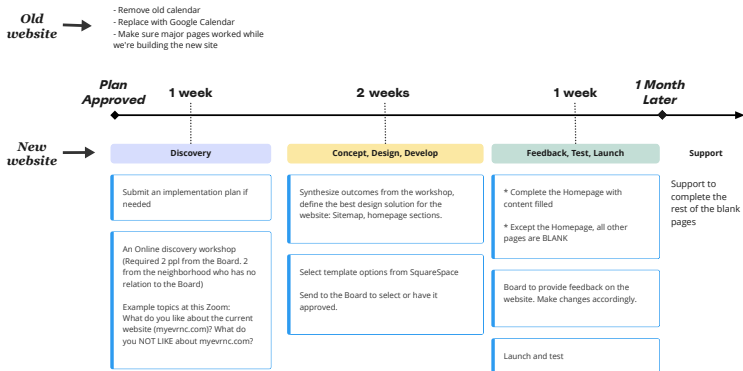 Old
website
- Remove old calendar
- Replace with Google Calendar
- Make sure major pages worked while
we're building the new site
Plan
Approved
1 week
2 weeks
1 week
1 Month
Later
New
website
Discovery
Concept, Design, Develop
Feedback, Test, Launch
Support
Submit an implementation plan if
needed
An Online discovery workshop
(Required 2 ppl from the Board. 2
from the neighborhood who has no
relation to the Board)
Example topics at this Zoom:
What do you like about the current
website (myevrnc.com)? What do
you NOT LIKE about myevrnc.com?
Synthesize outcomes from the workshop,
define the best design solution for the
website: Sitemap, homepage sections.
Select template options from SquareSpace
Send to the Board to select or have it
approved.
* Complete the Homepage with
content filled
* Except the Homepage, all other
pages are BLANK
Board to provide feedback on the
website. Make changes accordingly.
Launch and test
Support to
complete the
rest of the blank
pages